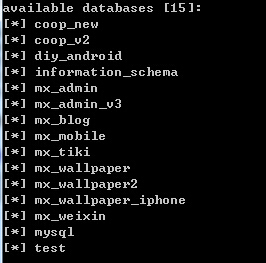 available databases [15]:
[*] coop_new
[*] coop_v2
[*] diy_android
[*] information_schema
[*] mx_admin
[*] mx_admin_v3
[*] mx_blog
[*] mx_mobile
[*] mx_tiki
[*] mx_wallpaper
[*] mx_wallpaper2
[*] mx_wallpaper_iphone
[*] mx_weixin
[*] mysql
[*] test